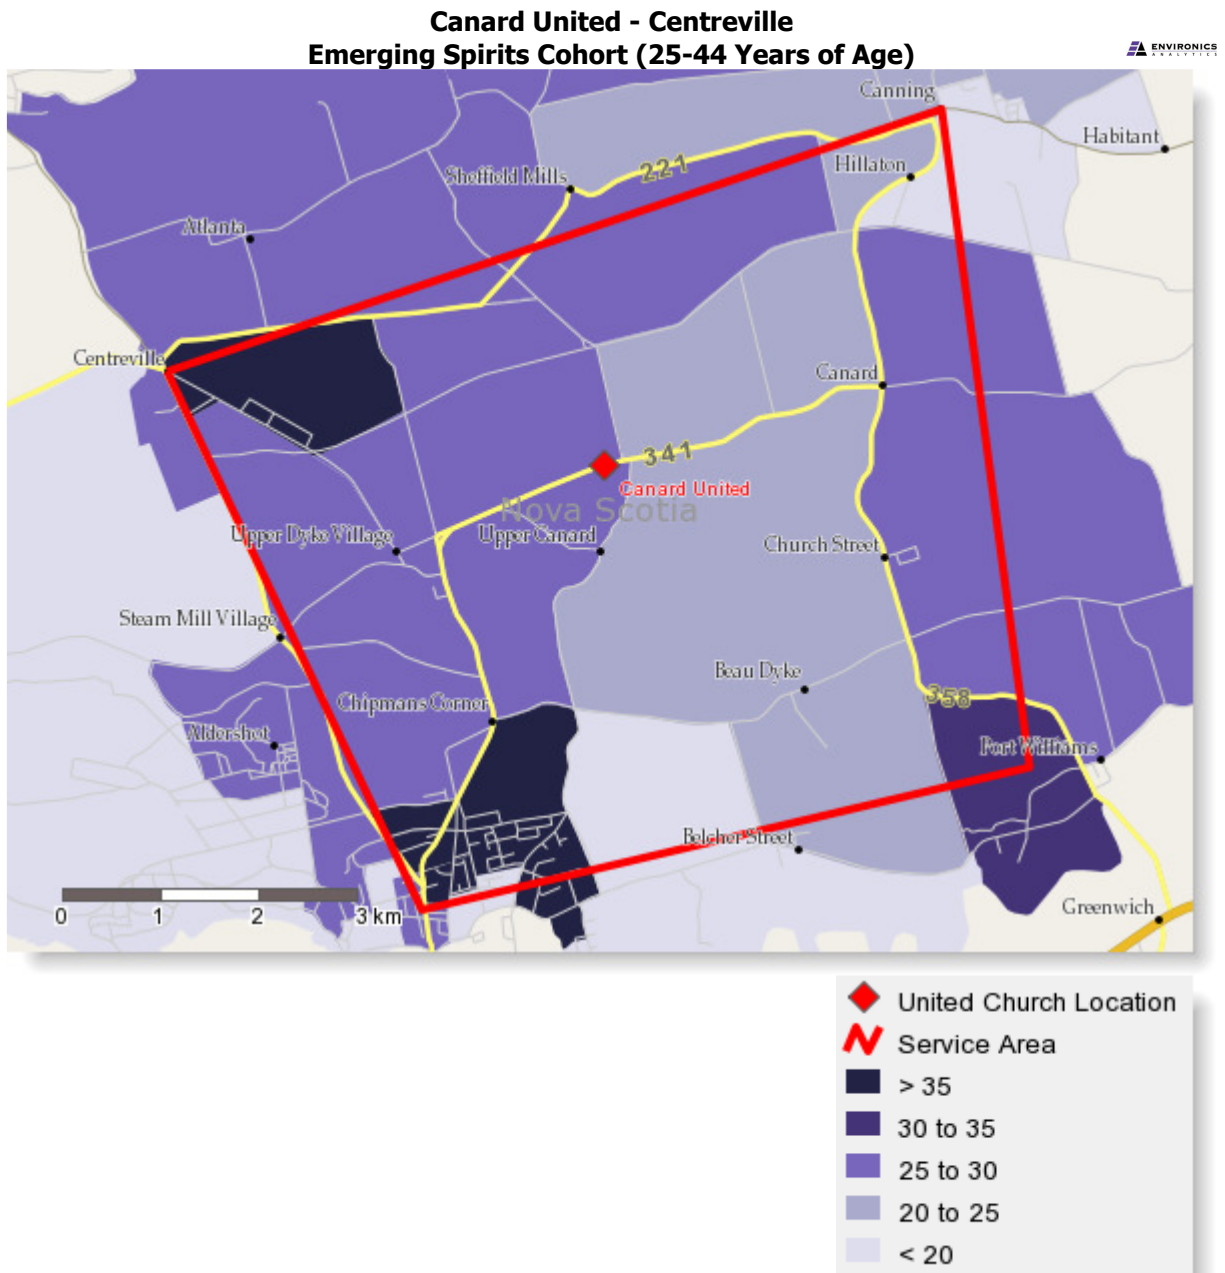 Canard United - Centreville
Emerging Spirits Cohort (25-44 Years of Age)
ENVIRONICS
ANALYTICS
Canning
Habitant
Sheffield Mills
221
Hillaton
Atlanta
Centreville
Canard
341
Canard United
Nova Scotia
Upper Dyke Village
Upper Canard
Church Street
Steam Mill Village
Beau Dyke
Chipmans Corner
358
Aldershot
Port Williams
Belcher Street
Greenwich
0 1 2 3 km
United Church Location
Service Area
> 35
30 to 35
25 to 30
20 to 25
< 20